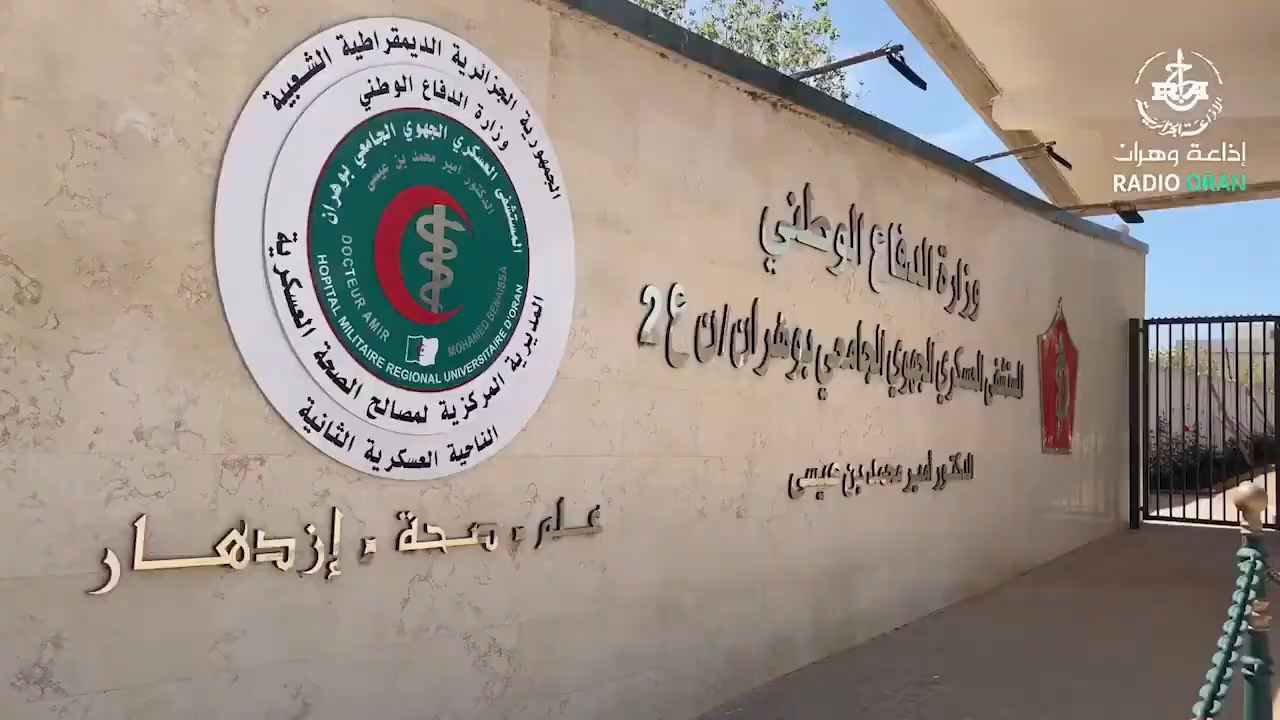 الجمهورية الجزائرية الديمقراطية الشعبية
وزارة الدفاع الوطني
المستشفى العسكري الجهوي الجامعي بوهران
الدكتور امير محمد بن عيسى
DOCTEUR AMIR MOHAMED BENAISSA
HOPITAL MILITAIRE REGIONAL UNIVERSITAIRE D'ORAN
المديرية المركزية لمصالح الصحة العسكرية
الناحية العسكرية الثانية
علم . صحة . إزدهار
وزارة الدفاع الوطني
المستشفى العسكري الجهوي الجامعي بوهران/ن ع 2
الدكتور أمير محمد بن عيسى
إذاعة وهران
RADIO ORAN